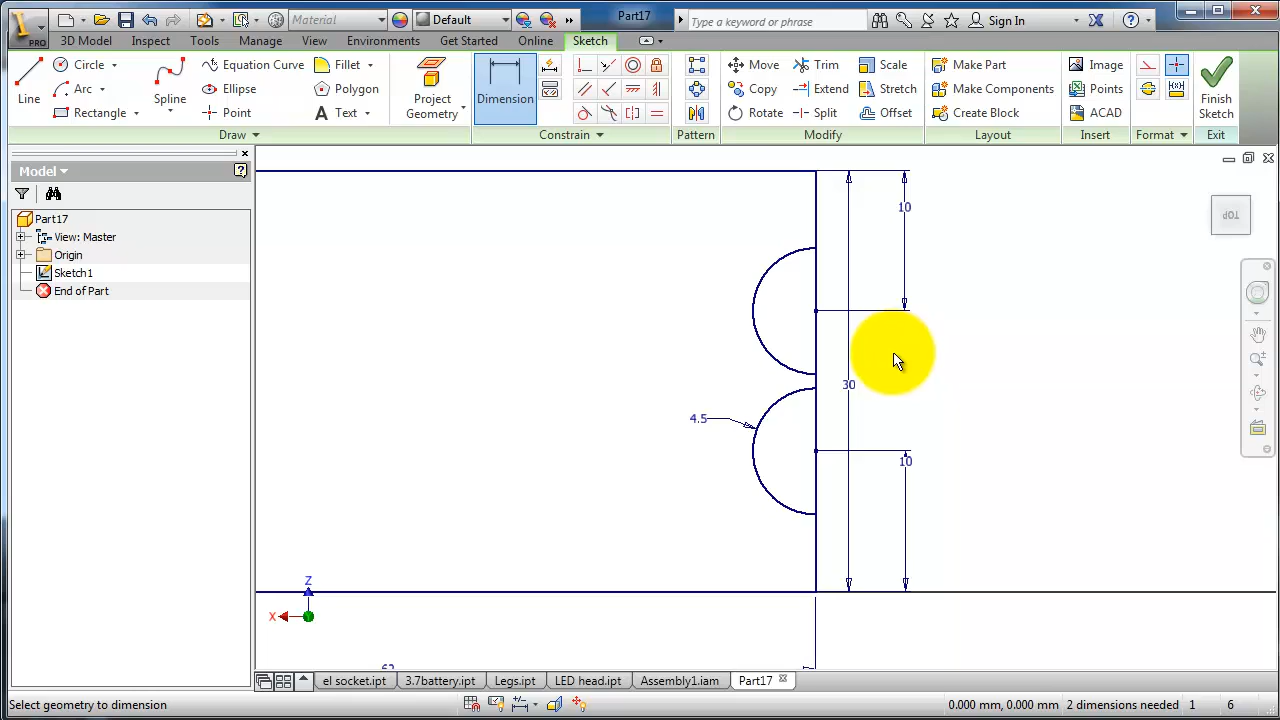 Material
Default
Part17
Type a keyword or phrase
Sign In
PRO
3D Model
Inspect
Tools
Manage
View
Environments
Get Started
Online
Sketch
Line
Circle
Arc
Rectangle
Spline
Equation Curve
Ellipse
Point
Fillet
Polygon
Text
Project Geometry
Dimension
Move
Copy
Rotate
Trim
Extend
Split
Scale
Stretch
Offset
Make Part
Make Components
Create Block
Image
Points
ACAD
Finish Sketch
Draw
Constrain
Pattern
Modify
Layout
Insert
Format
Exit
Model
Part17
View: Master
Origin
Sketch1
End of Part
TOP
10
30
4.5
10
Z
X
el socket.ipt
3.7battery.ipt
Legs.ipt
LED head.ipt
Assembly1.iam
Part17
Select geometry to dimension
0.000 mm, 0.000 mm
2 dimensions needed
1
6